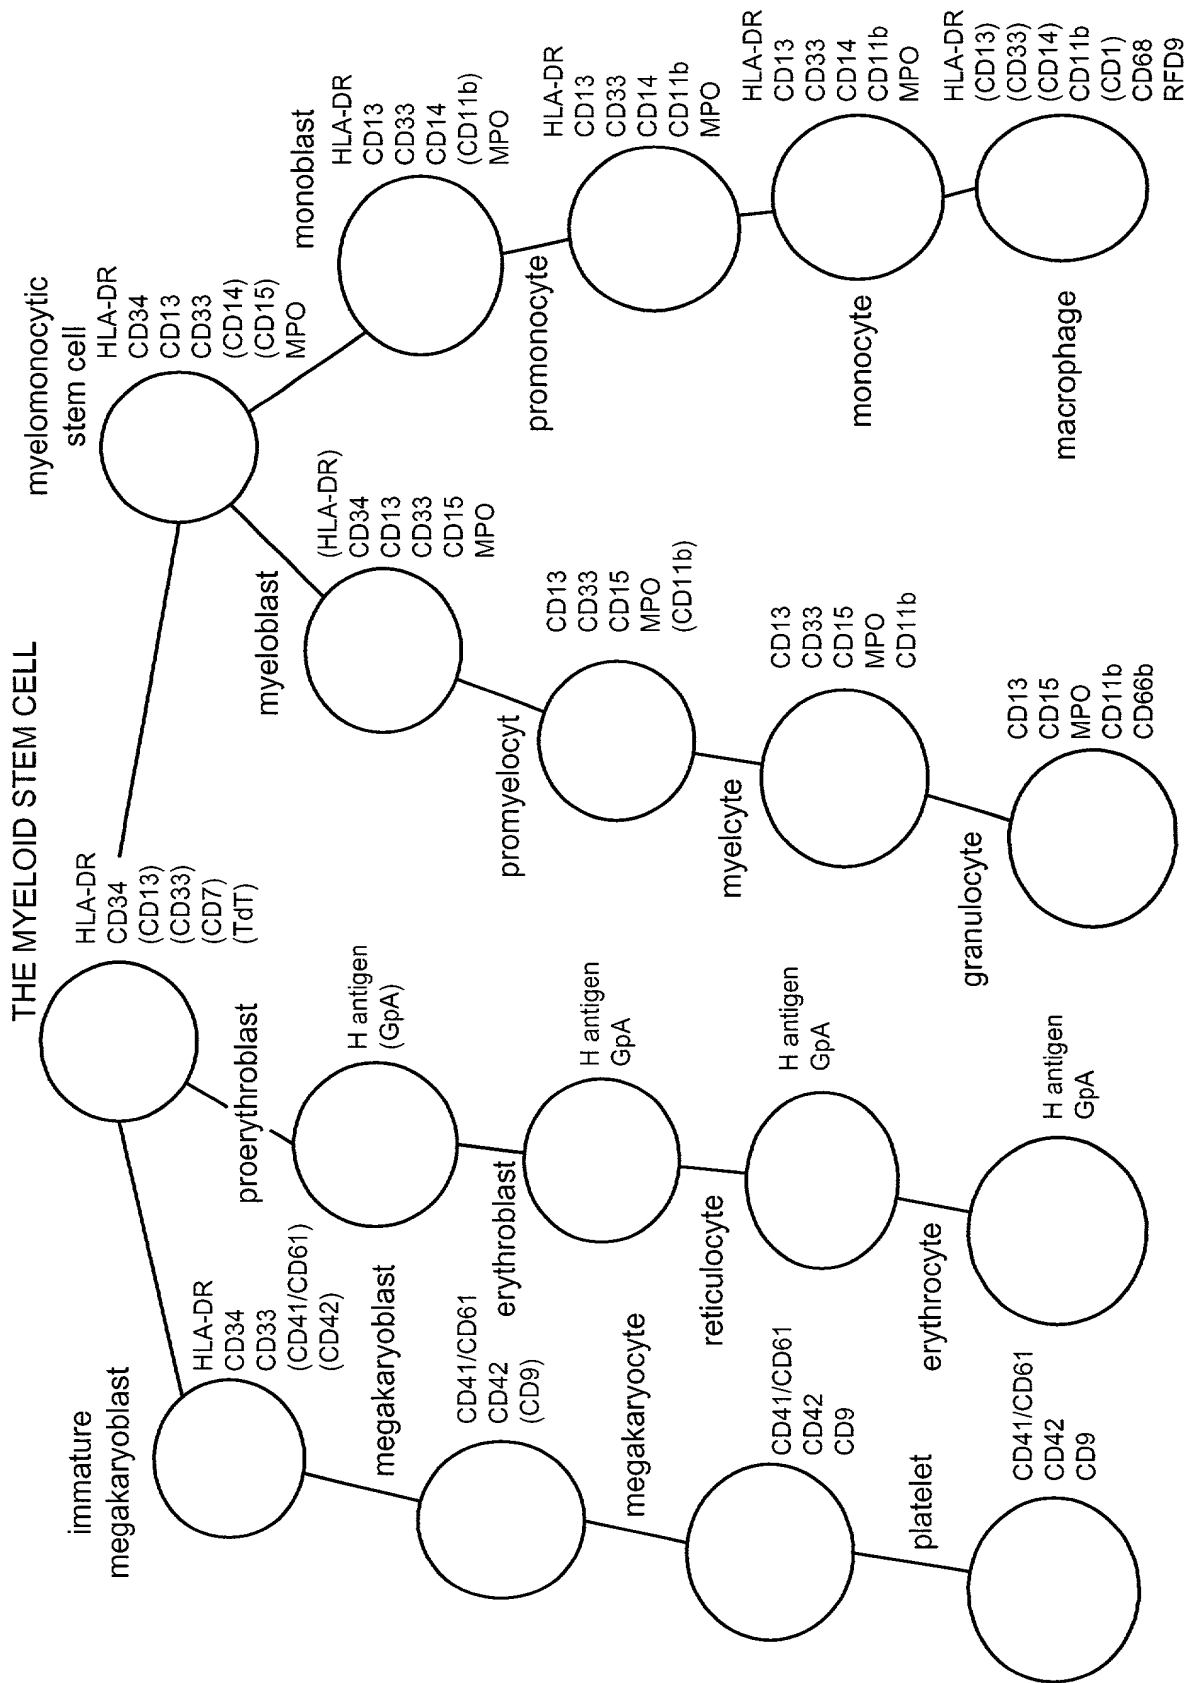 THE MYELOID STEM CELL
HLA-DR
CD34
(CD13)
(CD33)
(CD7)
(TdT)
immature
megakaryoblast
HLA-DR
CD34
CD33
(CD41/CD61)
(CD42)
megakaryoblast
CD41/CD61
CD42
(CD9)
megakaryocyte
CD41/CD61
CD42
CD9
platelet
CD41/CD61
CD42
CD9
proerythroblast
H antigen
(GpA)
erythroblast
H antigen
GpA
reticulocyte
H antigen
GpA
erythrocyte
H antigen
GpA
myelomonocytic
stem cell
HLA-DR
CD34
CD13
CD33
(CD14)
(CD15)
MPO
myeloblast
(HLA-DR)
CD34
CD13
CD33
CD15
MPO
promyelocyt
CD13
CD33
CD15
MPO
(CD11b)
myelcyte
CD13
CD33
CD15
MPO
CD11b
granulocyte
CD13
CD15
MPO
CD11b
CD66b
monoblast
HLA-DR
CD13
CD33
CD14
(CD11b)
MPO
promonocyte
HLA-DR
CD13
CD33
CD14
CD11b
MPO
monocyte
HLA-DR
CD13
CD33
CD14
CD11b
MPO
macrophage
HLA-DR
(CD13)
(CD33)
(CD14)
CD11b
(CD1)
CD68
RFD9